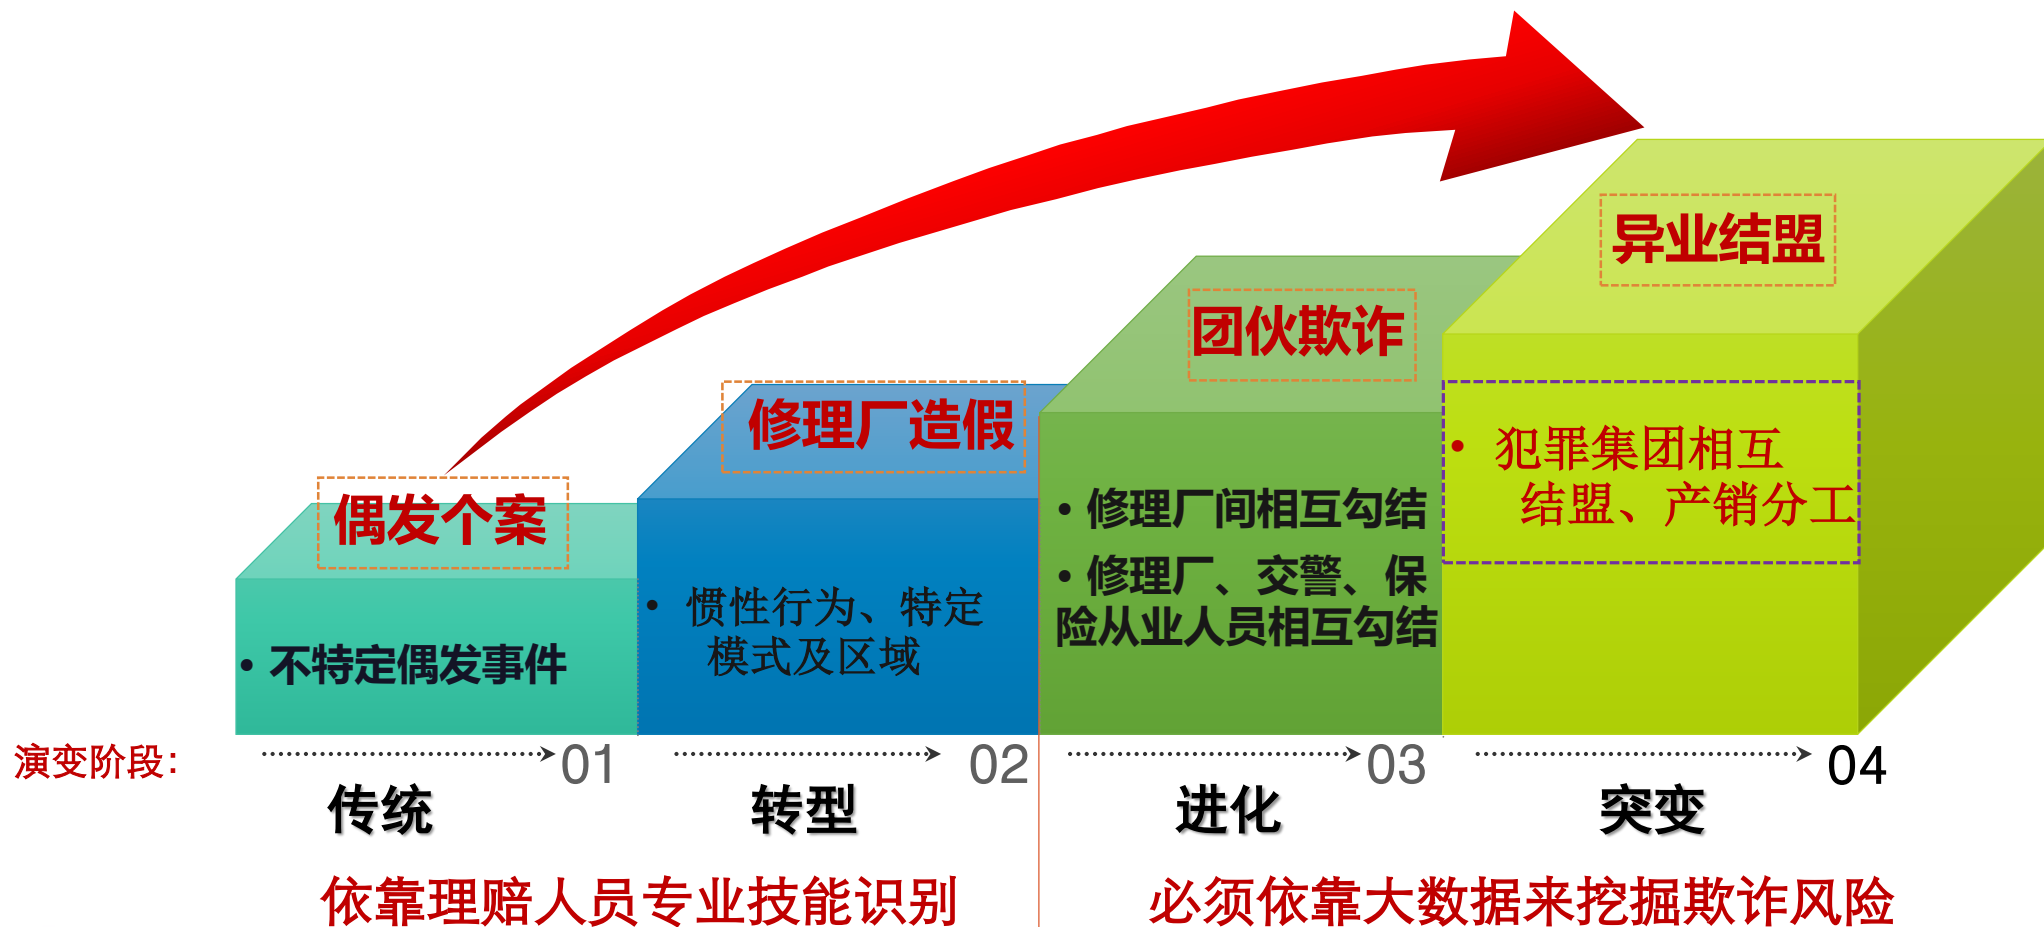 异业结盟
团伙欺诈
修理厂造假
偶发个案
• 不特定偶发事件
• 惯性行为、特定
模式及区域
• 修理厂间相互勾结
• 修理厂、交警、保
险从业人员相互勾结
• 犯罪集团相互
结盟、产销分工
演变阶段：
01
02
03
04
传统
转型
进化
突变
依靠理赔人员专业技能识别
必须依靠大数据来挖掘欺诈风险